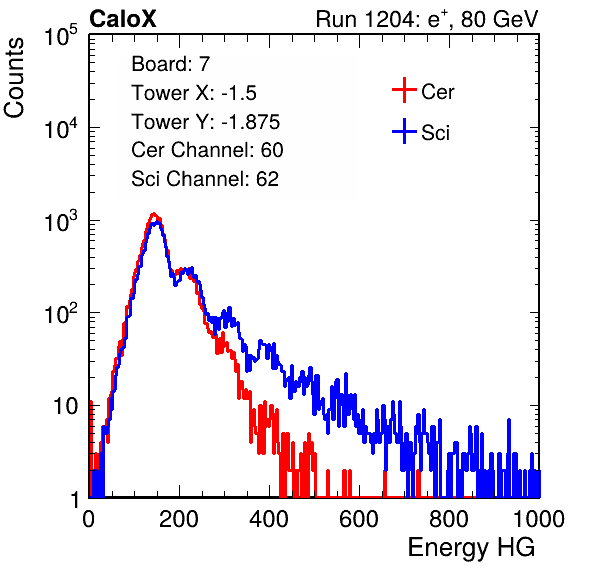 CaloX Run 1204: e⁺, 80 GeV
Counts
Board: 7
Tower X: -1.5
Tower Y: -1.875
Cer Channel: 60
Sci Channel: 62
Cer
Sci
10⁵
10⁴
10³
10²
10
1
0 200 400 600 800 1000
Energy HG